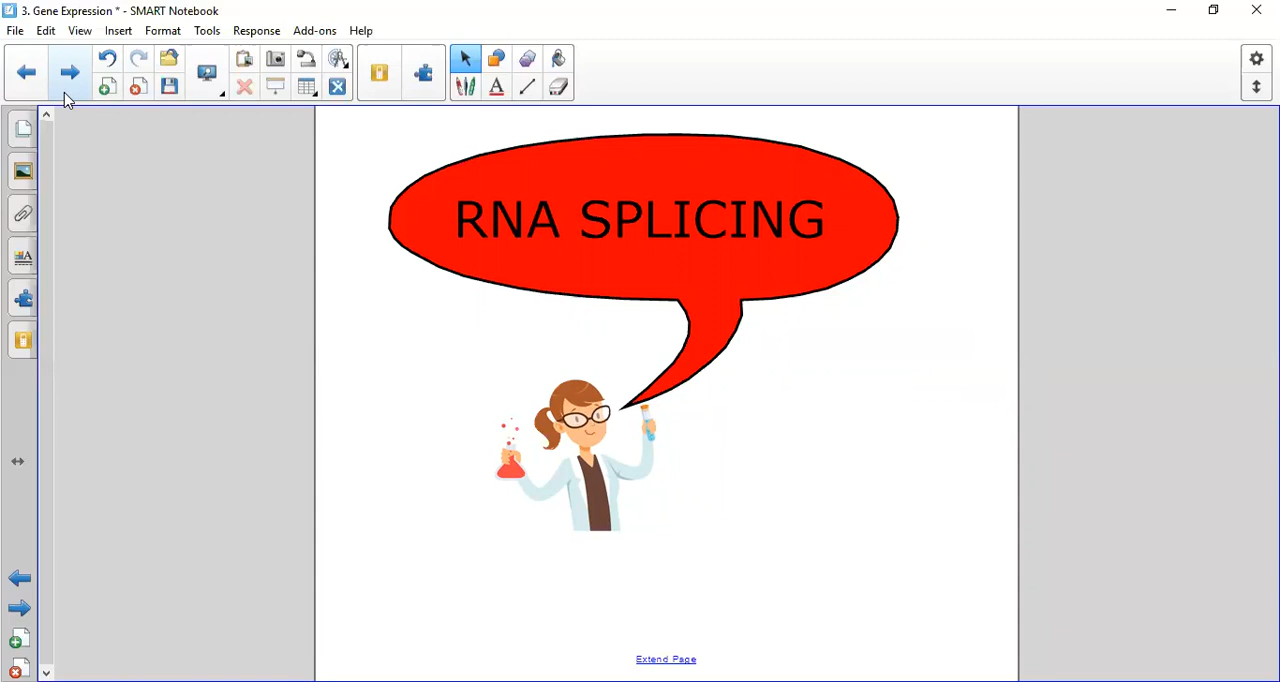 3. Gene Expression * - SMART Notebook
File Edit View Insert Format Tools Response Add-ons Help
RNA SPLICING
Extend Page